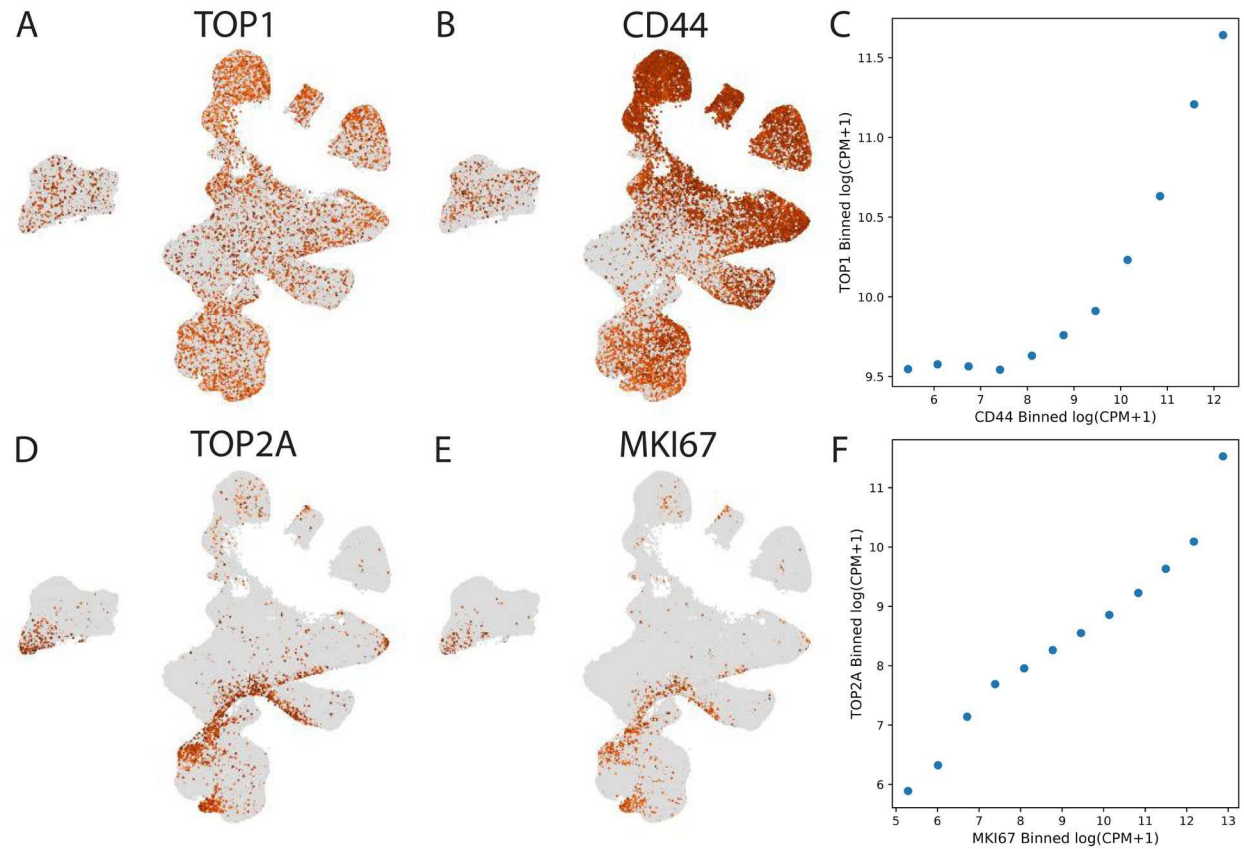 A TOP1 B CD44 C
11.5
11.0
10.5
10.0
9.5
TOP1 Binned log(CPM+1)
6 7 8 9 10 11 12
CD44 Binned log(CPM+1)
D TOP2A E MKI67 F
11
10
9
8
7
6
TOP2A Binned log(CPM+1)
5 6 7 8 9 10 11 12 13
MKI67 Binned log(CPM+1)